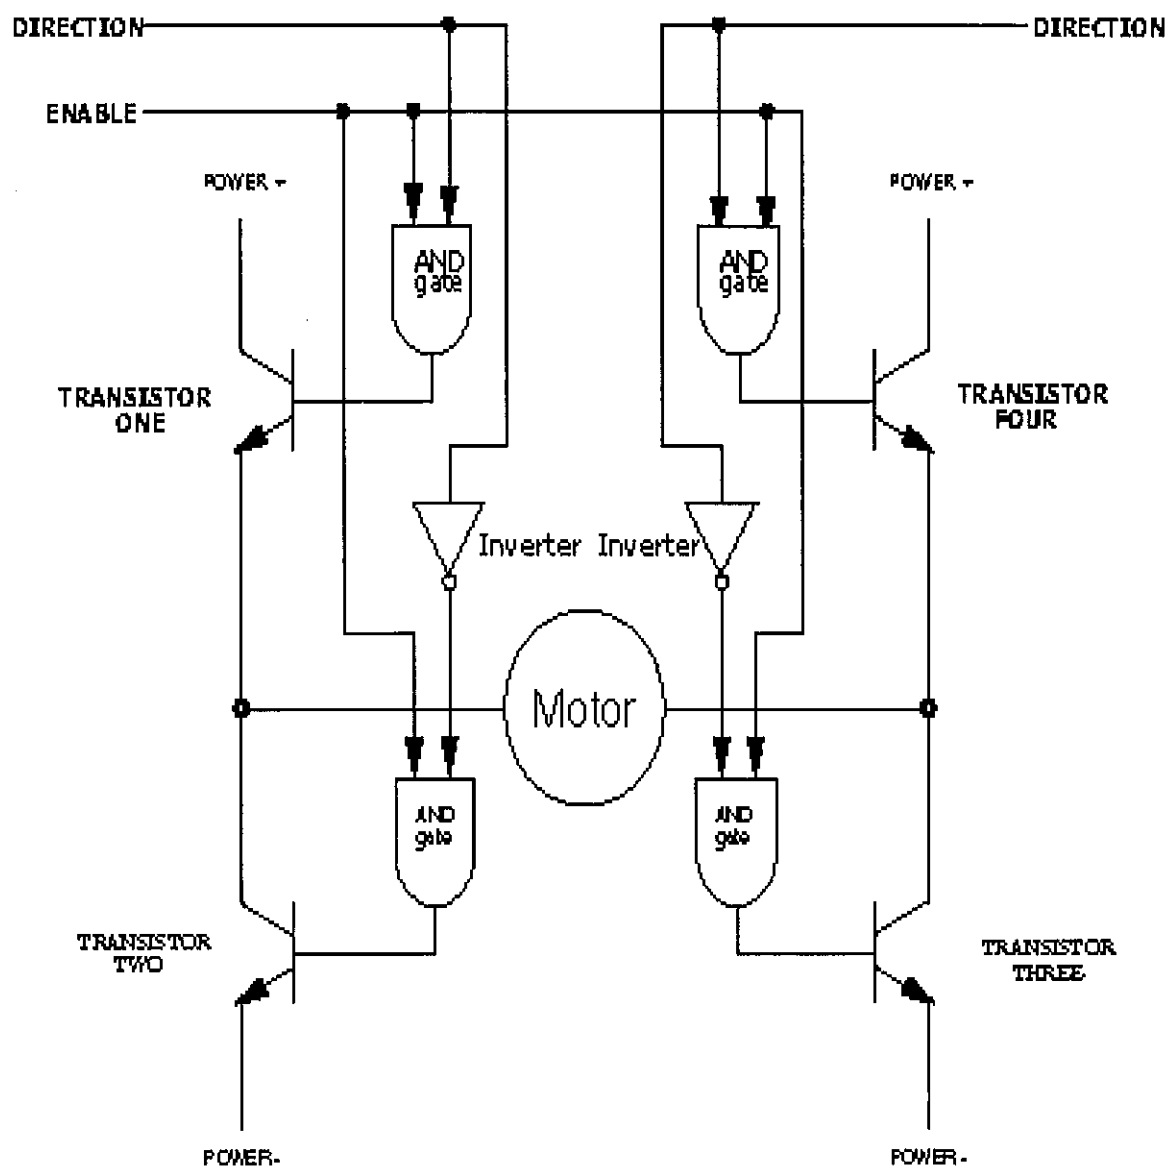 DIRECTION
DIRECTION
ENABLE
POWER +
POWER +
AND
gate
AND
gate
TRANSISTOR
ONE
TRANSISTOR
FOUR
Inverter
Inverter
Motor
AND
gate
AND
gate
TRANSISTOR
TWO
TRANSISTOR
THREE
POWER-
POWER-